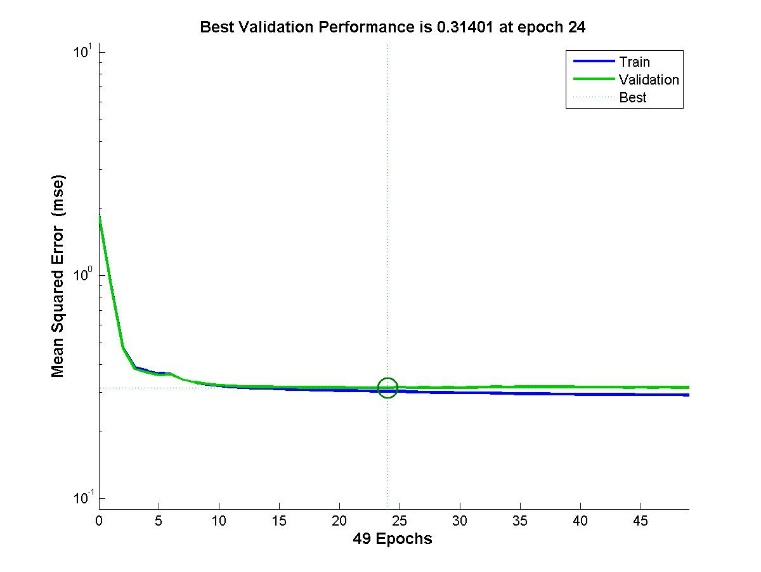 Best Validation Performance is 0.31401 at epoch 24
10^1
10^0
10^-1
Mean Squared Error (mse)
Train
Validation
Best
0 5 10 15 20 25 30 35 40 45
49 Epochs